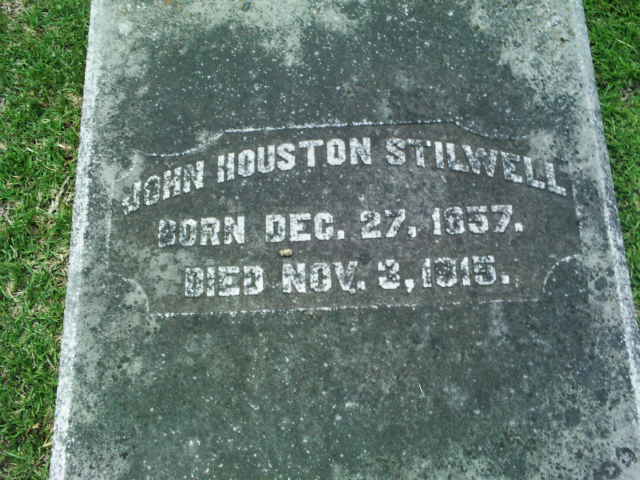 JOHN HOUSTON STILWELL
BORN DEC. 27, 1857.
DIED NOV. 3, 1915.